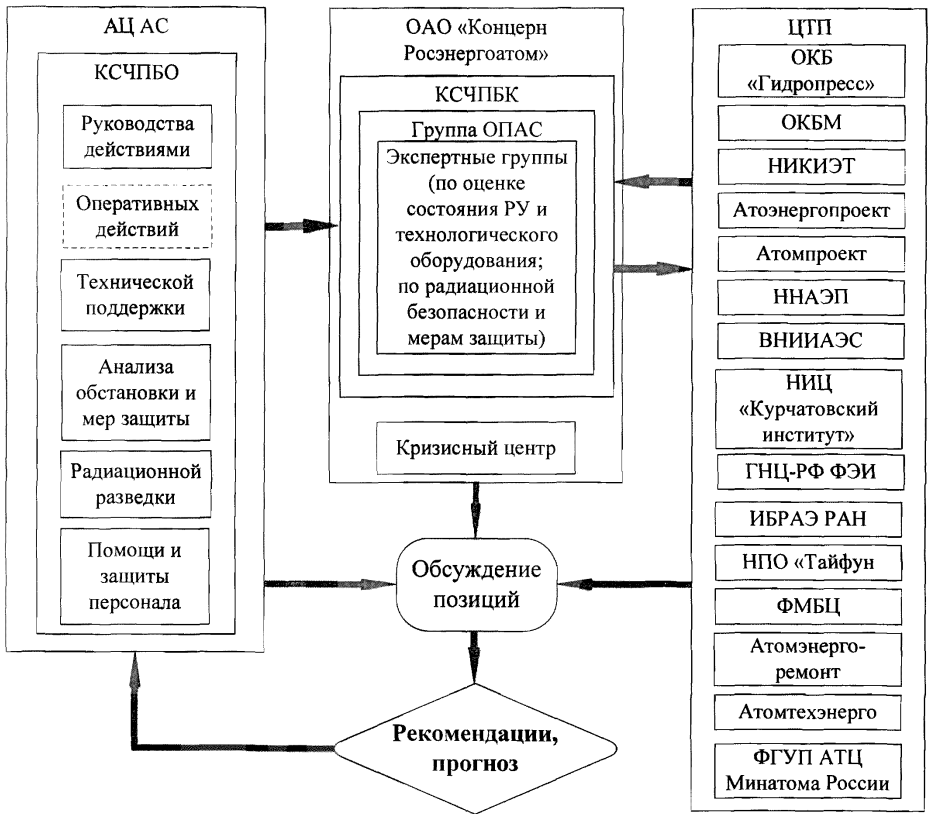 АЦ АС
КСЧПБО
Руководства
действиями
Оперативных
действий
Технической
поддержки
Анализа
обстановки и
мер защиты
Радиационной
разведки
Помощи и
защиты
персонала
ОАО «Концерн
Росэнергоатом»
КСЧПБК
Группа ОПАС
Экспертные группы
(по оценке
состояния РУ и
технологического
оборудования;
по радиационной
безопасности и
мерам защиты)
Кризисный центр
Обсуждение
позиций
Рекомендации,
прогноз
ЦТП
ОКБ
«Гидропресс»
ОКБМ
НИКИЭТ
Атоэнергопроект
Атомпроект
ННАЭП
ВНИИАЭС
НИЦ
«Курчатовский
институт»
ГНЦ-РФ ФЭИ
ИБРАЭ РАН
НПО «Тайфун
ФМБЦ
Атомэнерго-
ремонт
Атомтехэнерго
ФГУП АТЦ
Минатома России